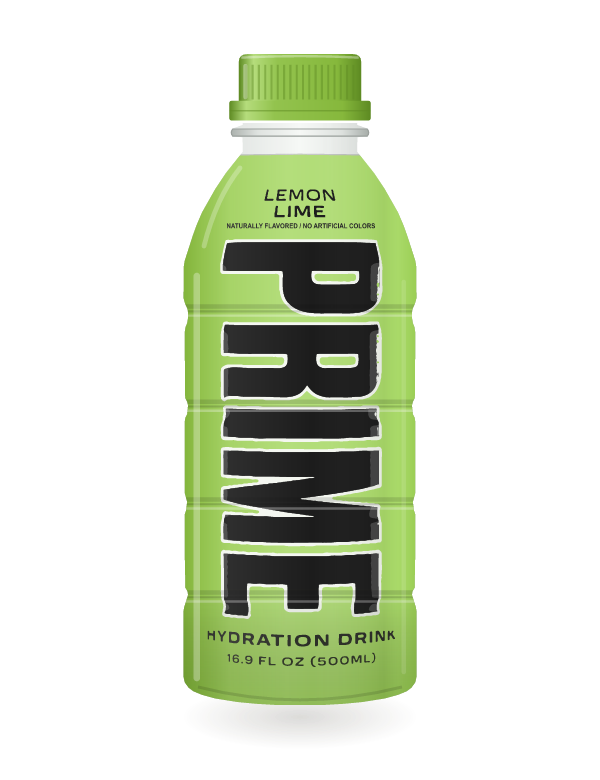 LEMON
LIME
NATURALLY FLAVORED / NO ARTIFICIAL COLORS
PRIME
HYDRATION DRINK
16.9 FL OZ (500ML)